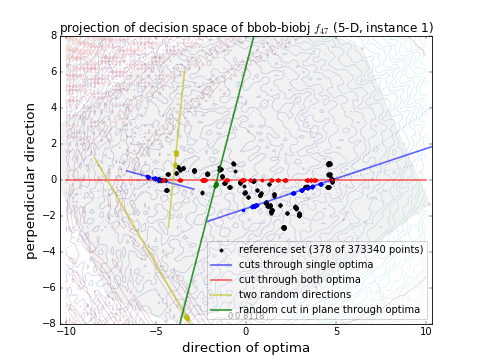 projection of decision space of bbob-biobj f47 (5-D, instance 1)
8
6
4
2
0
−2
−4
−6
−8
perpendicular direction
reference set (378 of 373340 points)
cuts through single optima
cut through both optima
two random directions
random cut in plane through optima
−10
−5
0
5
10
direction of optima